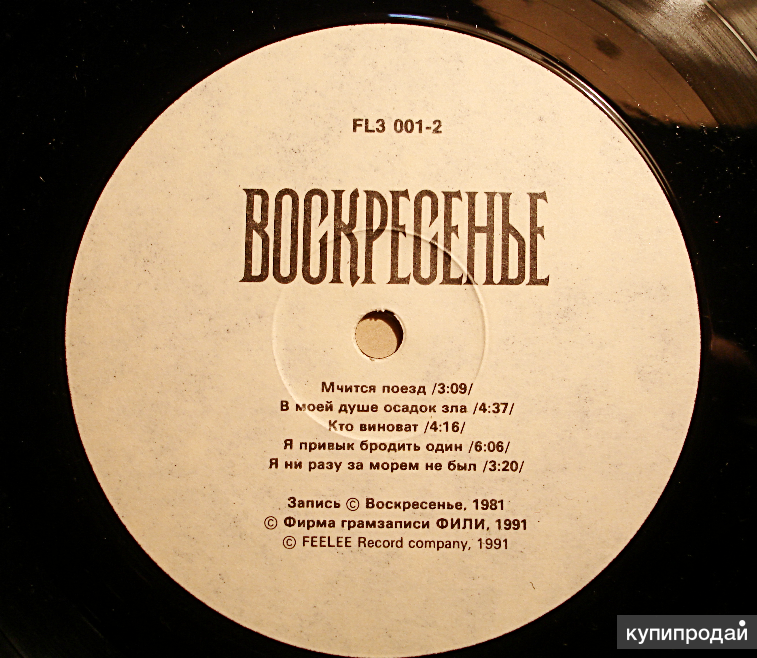 FL3 001-2
ВОСКРЕСЕНЬЕ
Мчится поезд /3:09/
В моей душе осадок зла /4:37/
Кто виноват /4:16/
Я привык бродить один /6:06/
Я ни разу за морем не был /3:20/
Запись © Воскресенье, 1981
© Фирма грамзаписи ФИЛИ, 1991
© FEELEE Record company, 1991
купипродай